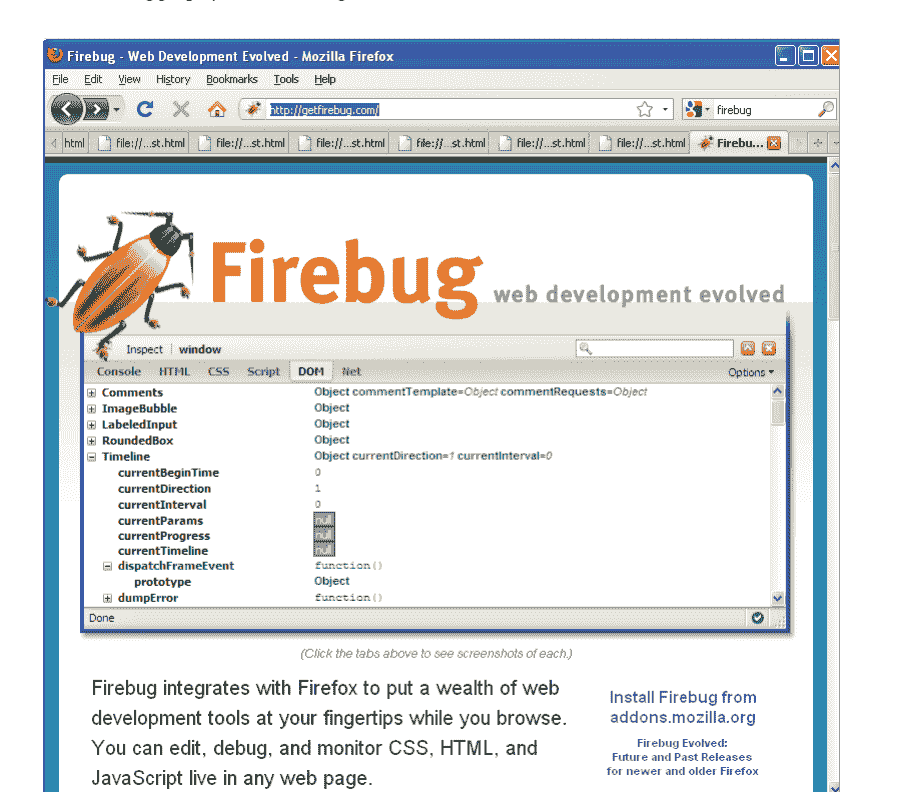 Firebug - Web Development Evolved - Mozilla Firefox
File Edit View History Bookmarks Tools Help
http://getfirebug.com/
firebug
html file://...st.html file://...st.html file://...st.html file://...st.html file://...st.html file://...st.html Firebu...
Firebug web development evolved
Inspect window
Console HTML CSS Script DOM Net Options
Comments Object commentTemplate=Object commentRequests=Object
ImageBubble Object
LabeledInput Object
RoundedBox Object
Timeline Object currentDirection=1 currentInterval=0
currentBeginTime 0
currentDirection 1
currentInterval 0
currentParams null
currentProgress null
currentTimeline null
dispatchFrameEvent function()
prototype Object
dumpError function()
Done
(Click the tabs above to see screenshots of each.)
Firebug integrates with Firefox to put a wealth of web
development tools at your fingertips while you browse.
You can edit, debug, and monitor CSS, HTML, and
JavaScript live in any web page.
Install Firebug from
addons.mozilla.org
Firebug Evolved:
Future and Past Releases
for newer and older Firefox